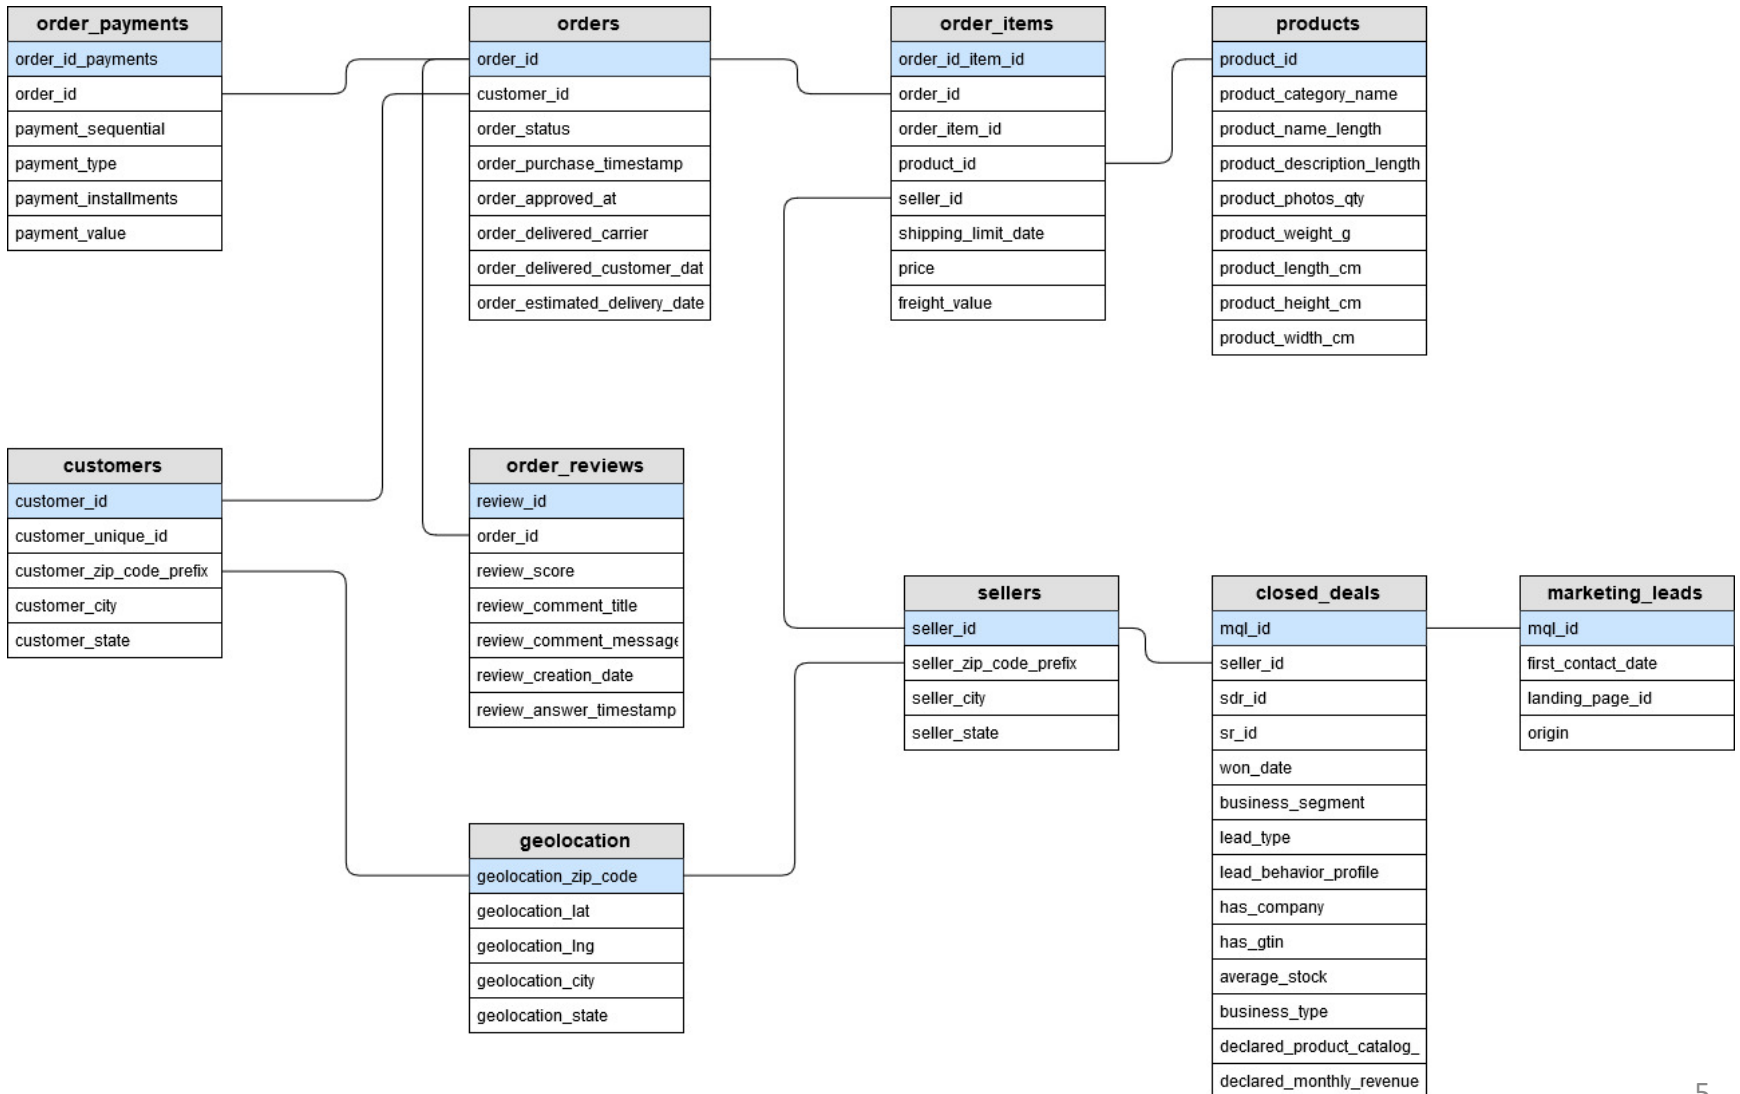 order_payments
order_id_payments
order_id
payment_sequential
payment_type
payment_installments
payment_value
orders
order_id
customer_id
order_status
order_purchase_timestamp
order_approved_at
order_delivered_carrier
order_delivered_customer_dat
order_estimated_delivery_date
order_items
order_id_item_id
order_id
order_item_id
product_id
seller_id
shipping_limit_date
price
freight_value
products
product_id
product_category_name
product_name_length
product_description_length
product_photos_qty
product_weight_g
product_length_cm
product_height_cm
product_width_cm
customers
customer_id
customer_unique_id
customer_zip_code_prefix
customer_city
customer_state
order_reviews
review_id
order_id
review_score
review_comment_title
review_comment_message
review_creation_date
review_answer_timestamp
sellers
seller_id
seller_zip_code_prefix
seller_city
seller_state
closed_deals
mql_id
seller_id
sdr_id
sr_id
won_date
business_segment
lead_type
lead_behavior_profile
has_company
has_gtin
average_stock
business_type
declared_product_catalog_
declared_monthly_revenue
marketing_leads
mql_id
first_contact_date
landing_page_id
origin
geolocation
geolocation_zip_code
geolocation_lat
geolocation_lng
geolocation_city
geolocation_state
5